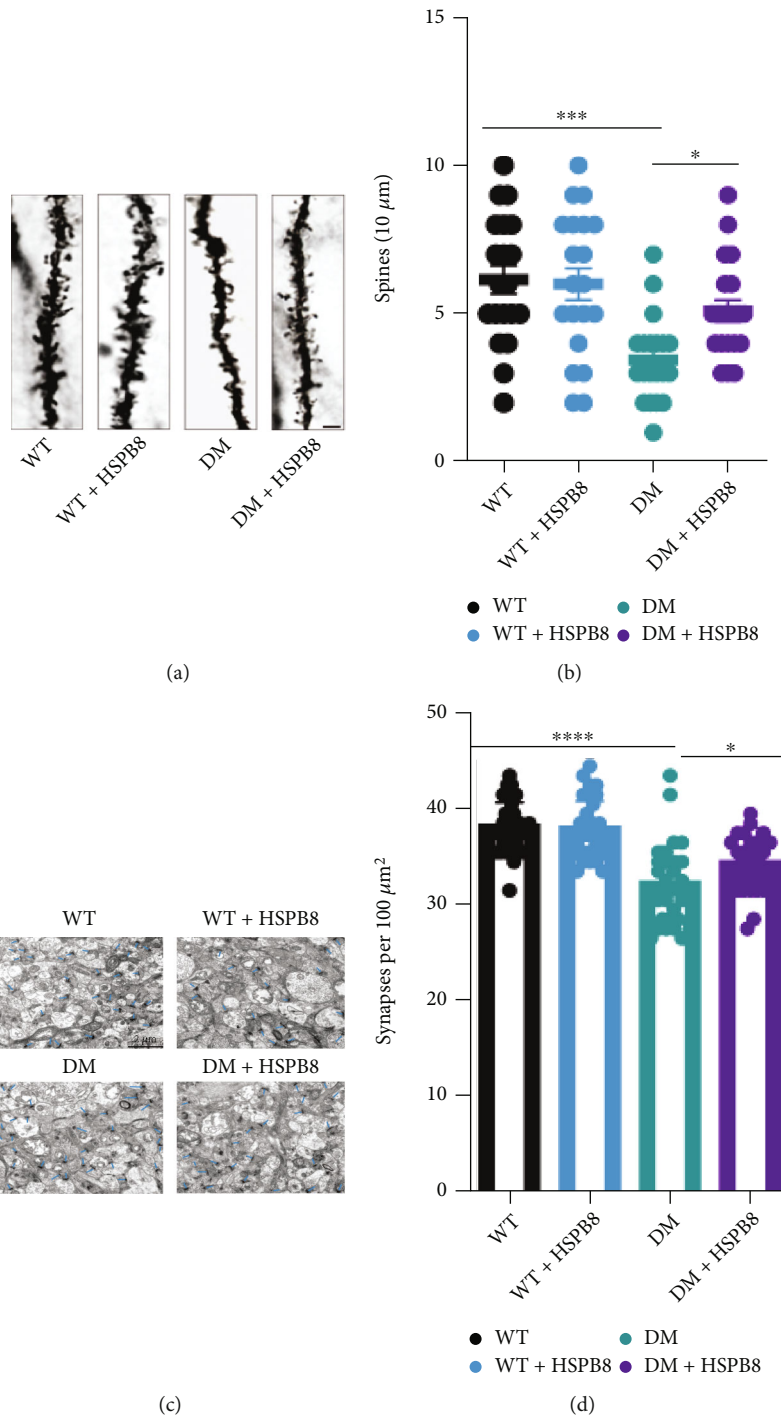 WT
WT + HSPB8
DM
DM + HSPB8
(a)
15
10
5
0
Spines (10 μm)
***
*
WT
WT + HSPB8
DM
DM + HSPB8
WT
DM
WT + HSPB8
DM + HSPB8
(b)
WT
WT + HSPB8
2 μm
DM
DM + HSPB8
(c)
50
40
30
20
10
0
Synapses per 100 μm²
****
*
WT
WT + HSPB8
DM
DM + HSPB8
WT
DM
WT + HSPB8
DM + HSPB8
(d)